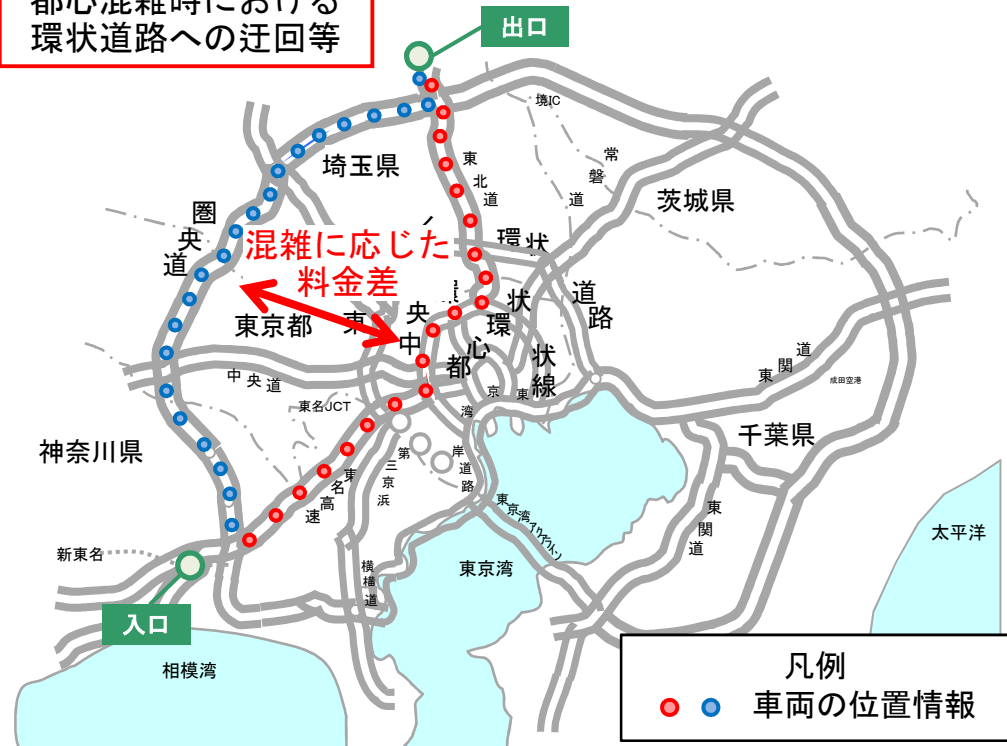 都心混雑時における
環状道路への迂回等
出口
境IC
常磐道
埼玉県
東北道
茨城県
圏央道
環状
混雑に応じた
料金差
状
環
道路
東京都
東
中央
都心
状線
中央道
東名JCT
京
東
湾岸道路
東関道
成田空港
神奈川県
千葉県
第三京浜
東名高速
東京湾アクアライン
東関道
新東名
横横道
東京湾
太平洋
入口
相模湾
凡例
車両の位置情報